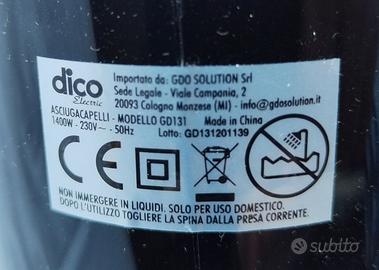 dico
Electric
Importato da: GDO SOLUTION Srl
Sede Legale - Viale Campania, 2
20093 Cologno Monzese (MI) - info@gdosolution.it
ASCIUGACAPELLI - MODELLO GD131
Made in China
1400W - 230V~ - 50Hz
Lotto: GD131201139
CE
NON IMMERGERE IN LIQUIDI. SOLO PER USO DOMESTICO.
DOPO L'UTILIZZO TOGLIERE LA SPINA DALLA PRESA CORRENTE.
subito